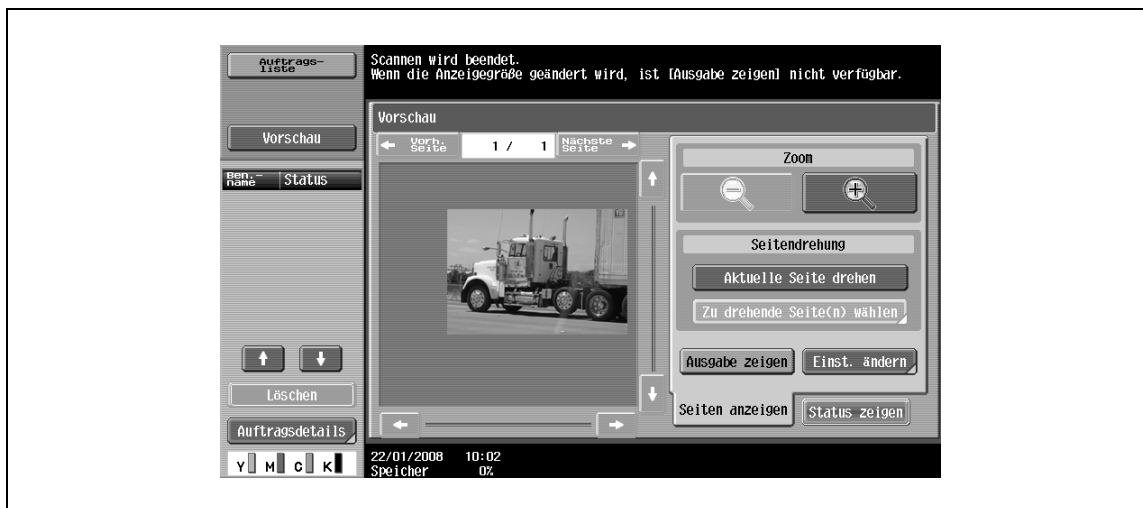 Auftrags-
liste
Scannen wird beendet.
Wenn die Anzeigegröße geändert wird, ist [Ausgabe zeigen] nicht verfügbar.
Vorschau
Vorschau
Vorh.
Seite
1 / 1
Nächste
Seite
Ben.-
name
Status
Zoom
Seitendrehung
Aktuelle Seite drehen
Zu drehende Seite(n) wählen
Ausgabe zeigen
Einst. ändern
Löschen
Seiten anzeigen
Status zeigen
Auftragsdetails
Y M C K
22/01/2008 10:02
Speicher 0%